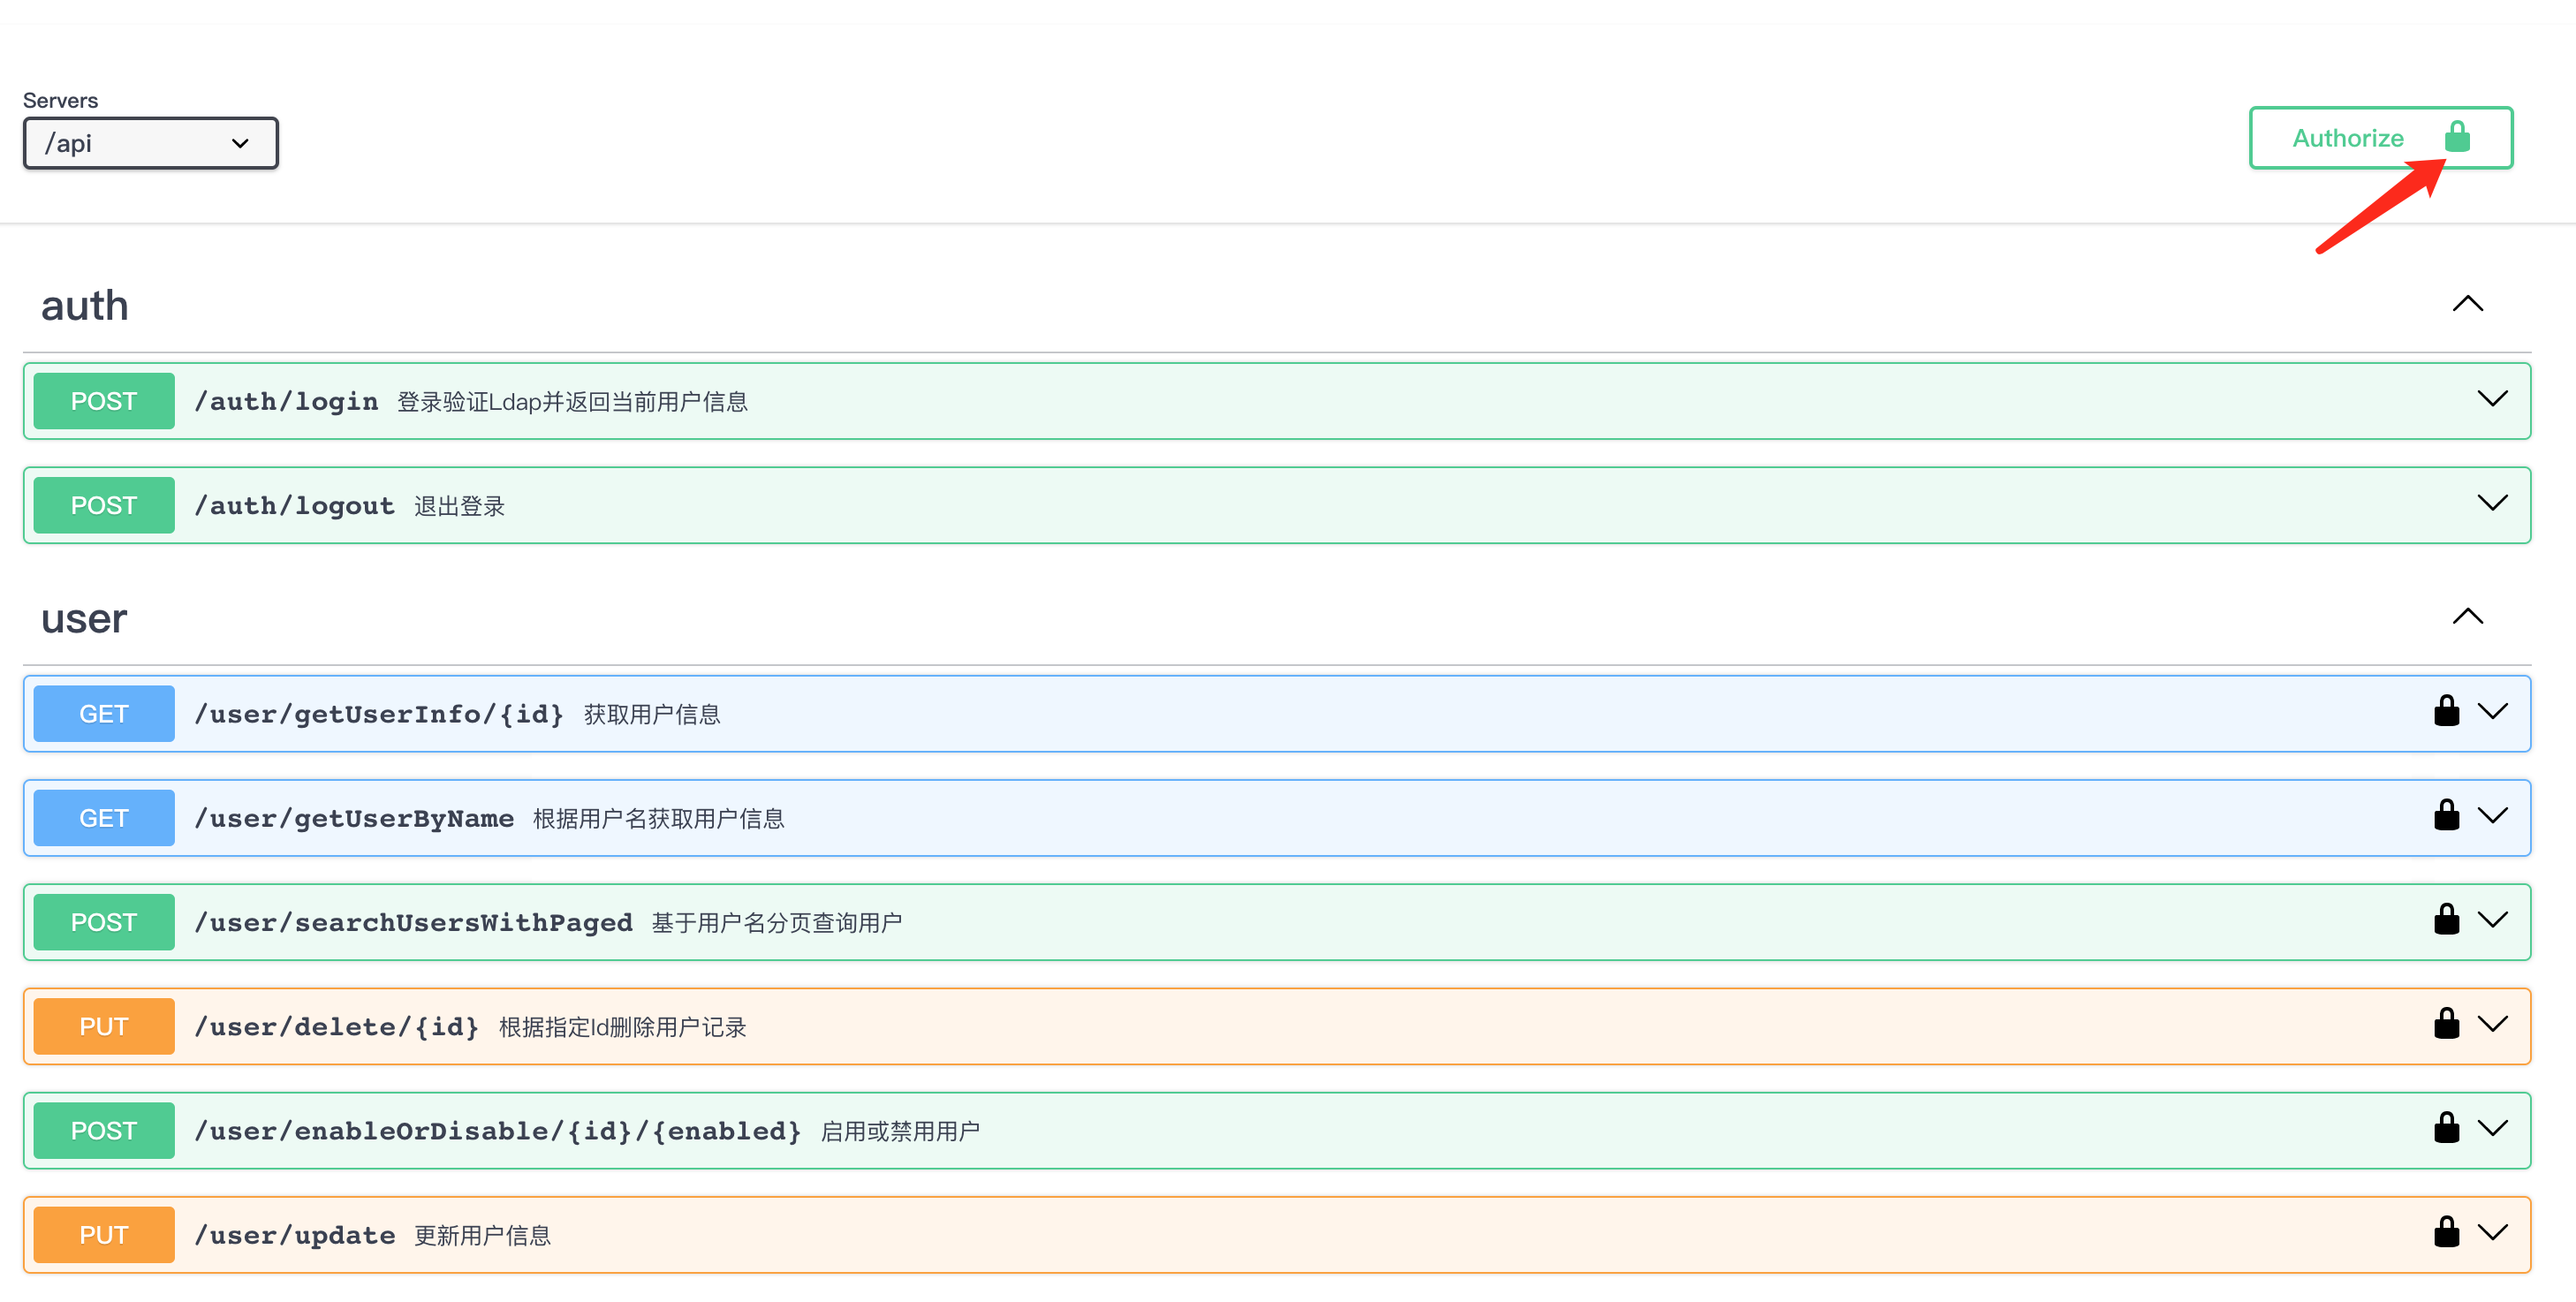 Servers
/api
Authorize
auth
POST /auth/login 登录验证Ldap并返回当前用户信息
POST /auth/logout 退出登录
user
GET /user/getUserInfo/{id} 获取用户信息
GET /user/getUserByName 根据用户名获取用户信息
POST /user/searchUsersWithPaged 基于用户名分页查询用户
PUT /user/delete/{id} 根据指定Id删除用户记录
POST /user/enableOrDisable/{id}/{enabled} 启用或禁用用户
PUT /user/update 更新用户信息